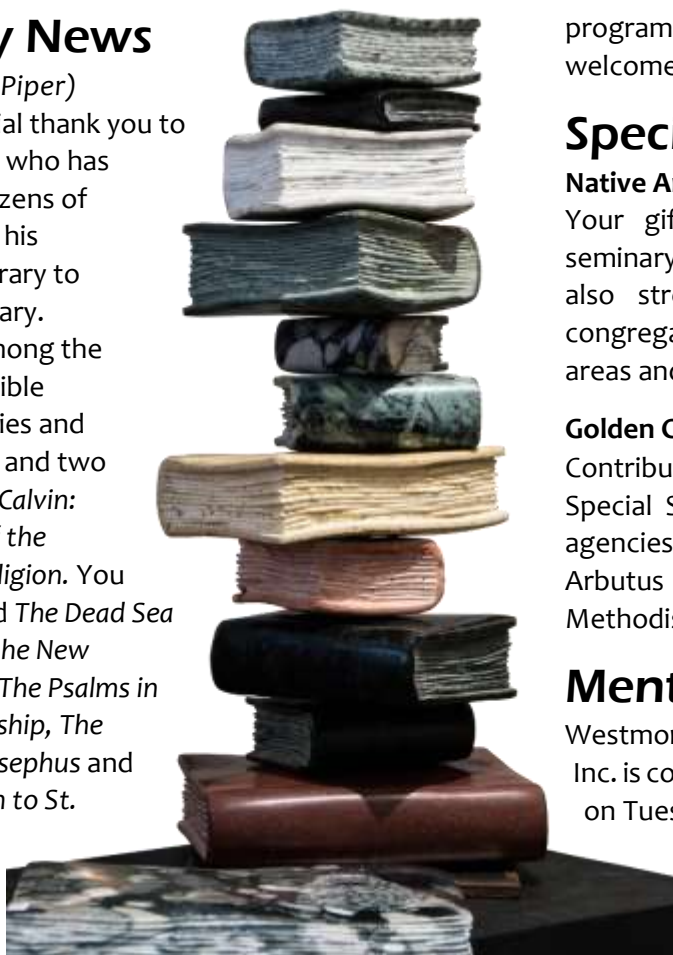 y News
Piper)
ial thank you to
who has
zens of
his
rary to
ary.
mong the
ible
ies and
and two
Calvin:
f the
ligion. You
d The Dead Sea
he New
The Psalms in
ship, The
sephus and
n to St.
program
welcome
Spec
Native A
Your gif
seminary
also stre
congrega
areas and
Golden C
Contribu
Special S
agencies
Arbutus
Methodis
Ment
Westmor
Inc. is co
on Tues